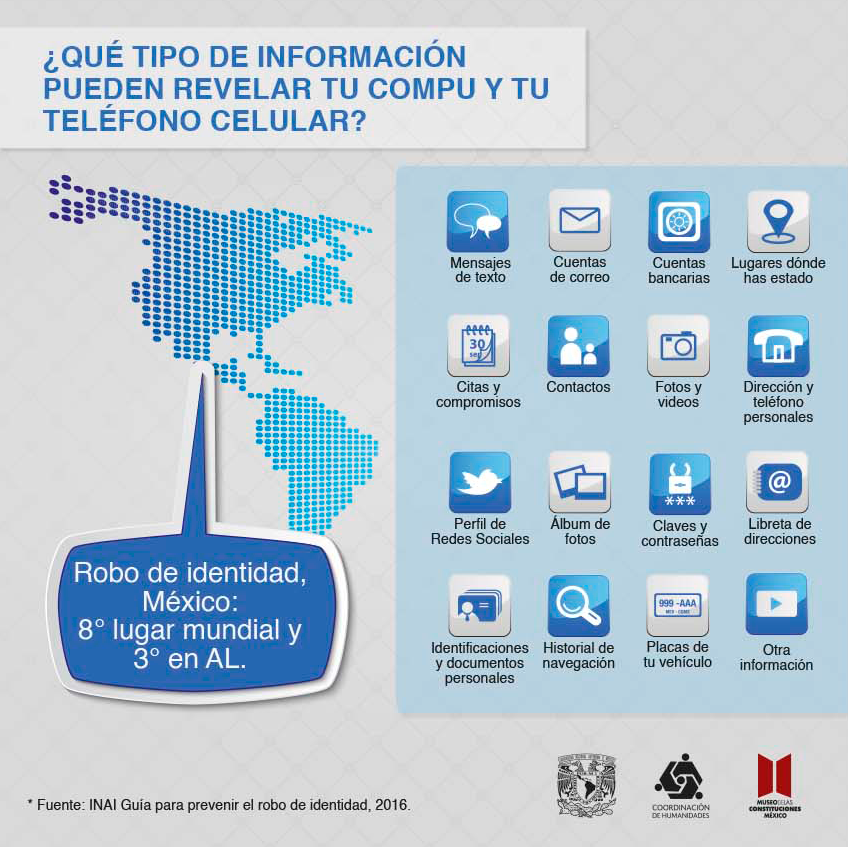 ¿QUÉ TIPO DE INFORMACIÓN
PUEDEN REVELAR TU COMPU Y TU
TELÉFONO CELULAR?
Mensajes
de texto
Cuentas
de correo
Cuentas
bancarias
Lugares dónde
has estado
30
sep
Citas y
compromisos
Contactos
Fotos y
videos
Dirección y
teléfono
personales
Perfil de
Redes Sociales
Álbum de
fotos
***
Claves y
contraseñas
@
Libreta de
direcciones
Identificaciones
y documentos
personales
Historial de
navegación
999 -AAA
Placas de
tu vehículo
Otra
información
Robo de identidad,
México:
8° lugar mundial y
3° en AL.
* Fuente: INAI Guía para prevenir el robo de identidad, 2016.
COORDINACIÓN
DE HUMANIDADES
MUSEO DE LAS
CONSTITUCIONES
MÉXICO